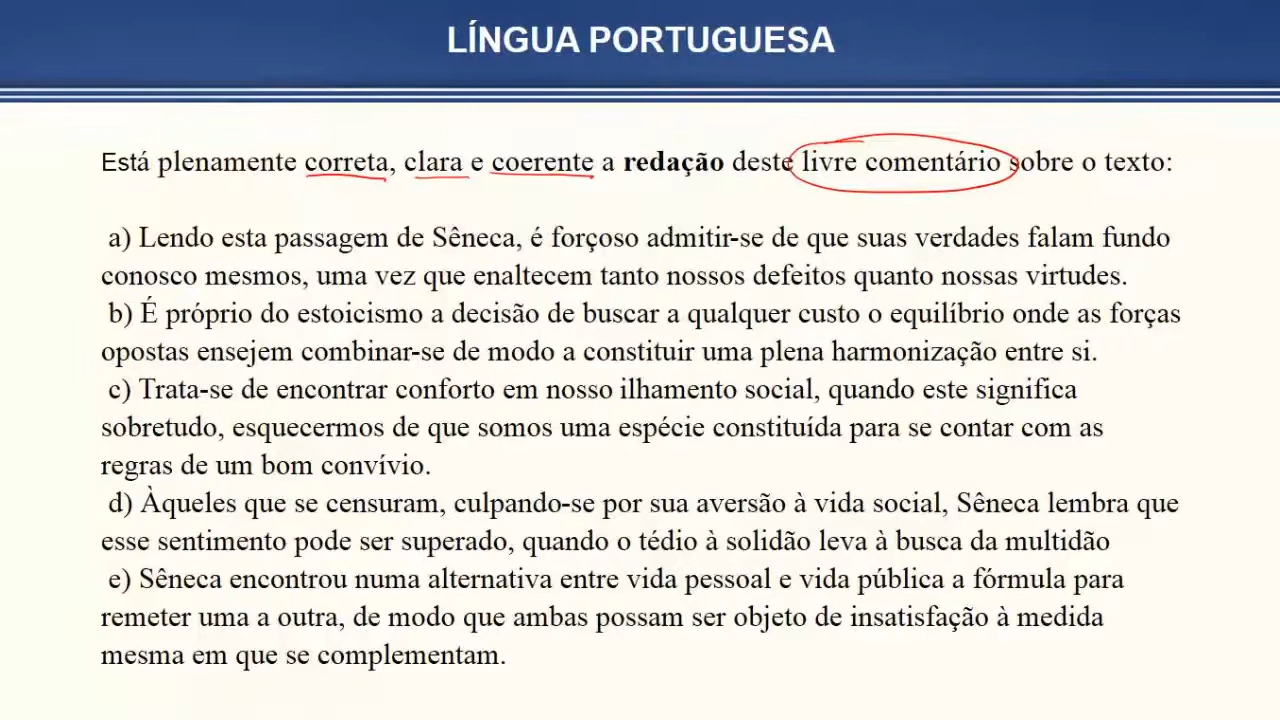 LÍNGUA PORTUGUESA
Está plenamente correta, clara e coerente a redação deste livre comentário sobre o texto:
a) Lendo esta passagem de Sêneca, é forçoso admitir-se de que suas verdades falam fundo
conosco mesmos, uma vez que enaltecem tanto nossos defeitos quanto nossas virtudes.
b) É próprio do estoicismo a decisão de buscar a qualquer custo o equilíbrio onde as forças
opostas ensejem combinar-se de modo a constituir uma plena harmonização entre si.
c) Trata-se de encontrar conforto em nosso ilhamento social, quando este significa
sobretudo, esquecermos de que somos uma espécie constituída para se contar com as
regras de um bom convívio.
d) Àqueles que se censuram, culpando-se por sua aversão à vida social, Sêneca lembra que
esse sentimento pode ser superado, quando o tédio à solidão leva à busca da multidão
e) Sêneca encontrou numa alternativa entre vida pessoal e vida pública a fórmula para
remeter uma a outra, de modo que ambas possam ser objeto de insatisfação à medida
mesma em que se complementam.